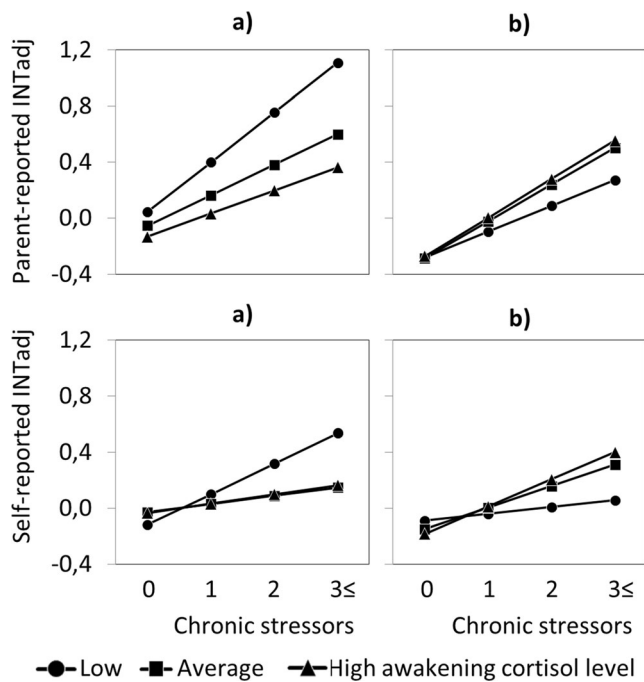 a) b)
Parent-reported INTadj
1,2
0,8
0,4
0,0
-0,4
a) b)
Self-reported INTadj
1,2
0,8
0,4
0,0
-0,4
0 1 2 3≤ 0 1 2 3≤
Chronic stressors Chronic stressors
Low Average High awakening cortisol level